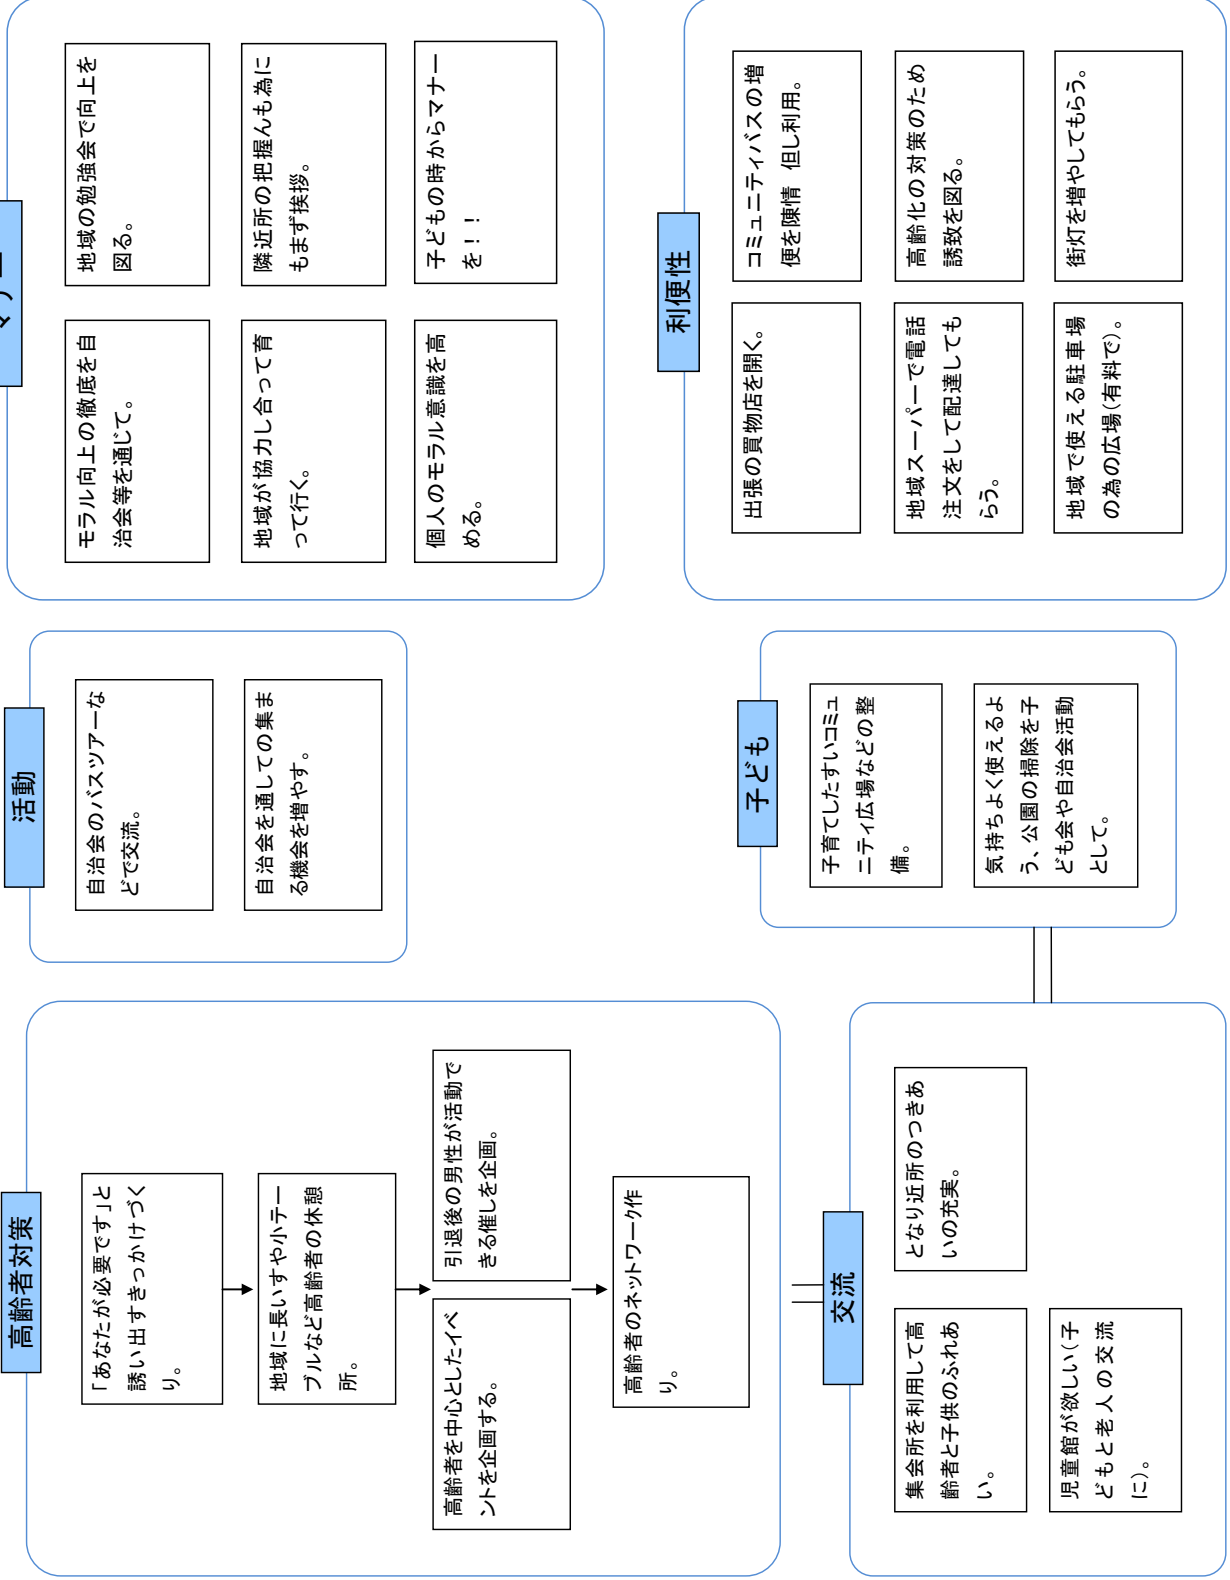 高齢者対策
「あなたが必要です」と
誘い出すきっかけづく
り。
地域に長いすや小テー
ブルなど高齢者の休憩
所。
高齢者を中心としたイベ
ントを企画する。
引退後の男性が活動で
きる催しを企画。
高齢者のネットワーク作
り。
活動
自治会のバスツアーな
どで交流。
自治会を通しての集ま
る機会を増やす。
マナー
モラル向上の徹底を自
治会等を通じて。
地域の勉強会で向上を
図る。
地域が協力し合って育
って行く。
隣近所の把握んも為に
もまず挨拶。
個人のモラル意識を高
める。
子どもの時からマナー
を！！
交流
集会所を利用して高
齢者と子供のふれあ
い。
となり近所のつきあ
いの充実。
児童館が欲しい（子
どもと老人の交流
に）。
子ども
子育てしたすいコミュ
ニティ広場などの整
備。
気持ちよく使えるよ
う、公園の掃除を子
ども会や自治会活動
として。
利便性
出張の買物店を開く。
コミュニティバスの増
便を陳情　但し利用。
地域スーパーで電話
注文をして配達しても
らう。
高齢化の対策のため
誘致を図る。
地域で使える駐車場
の為の広場（有料で）。
街灯を増やしてもらう。